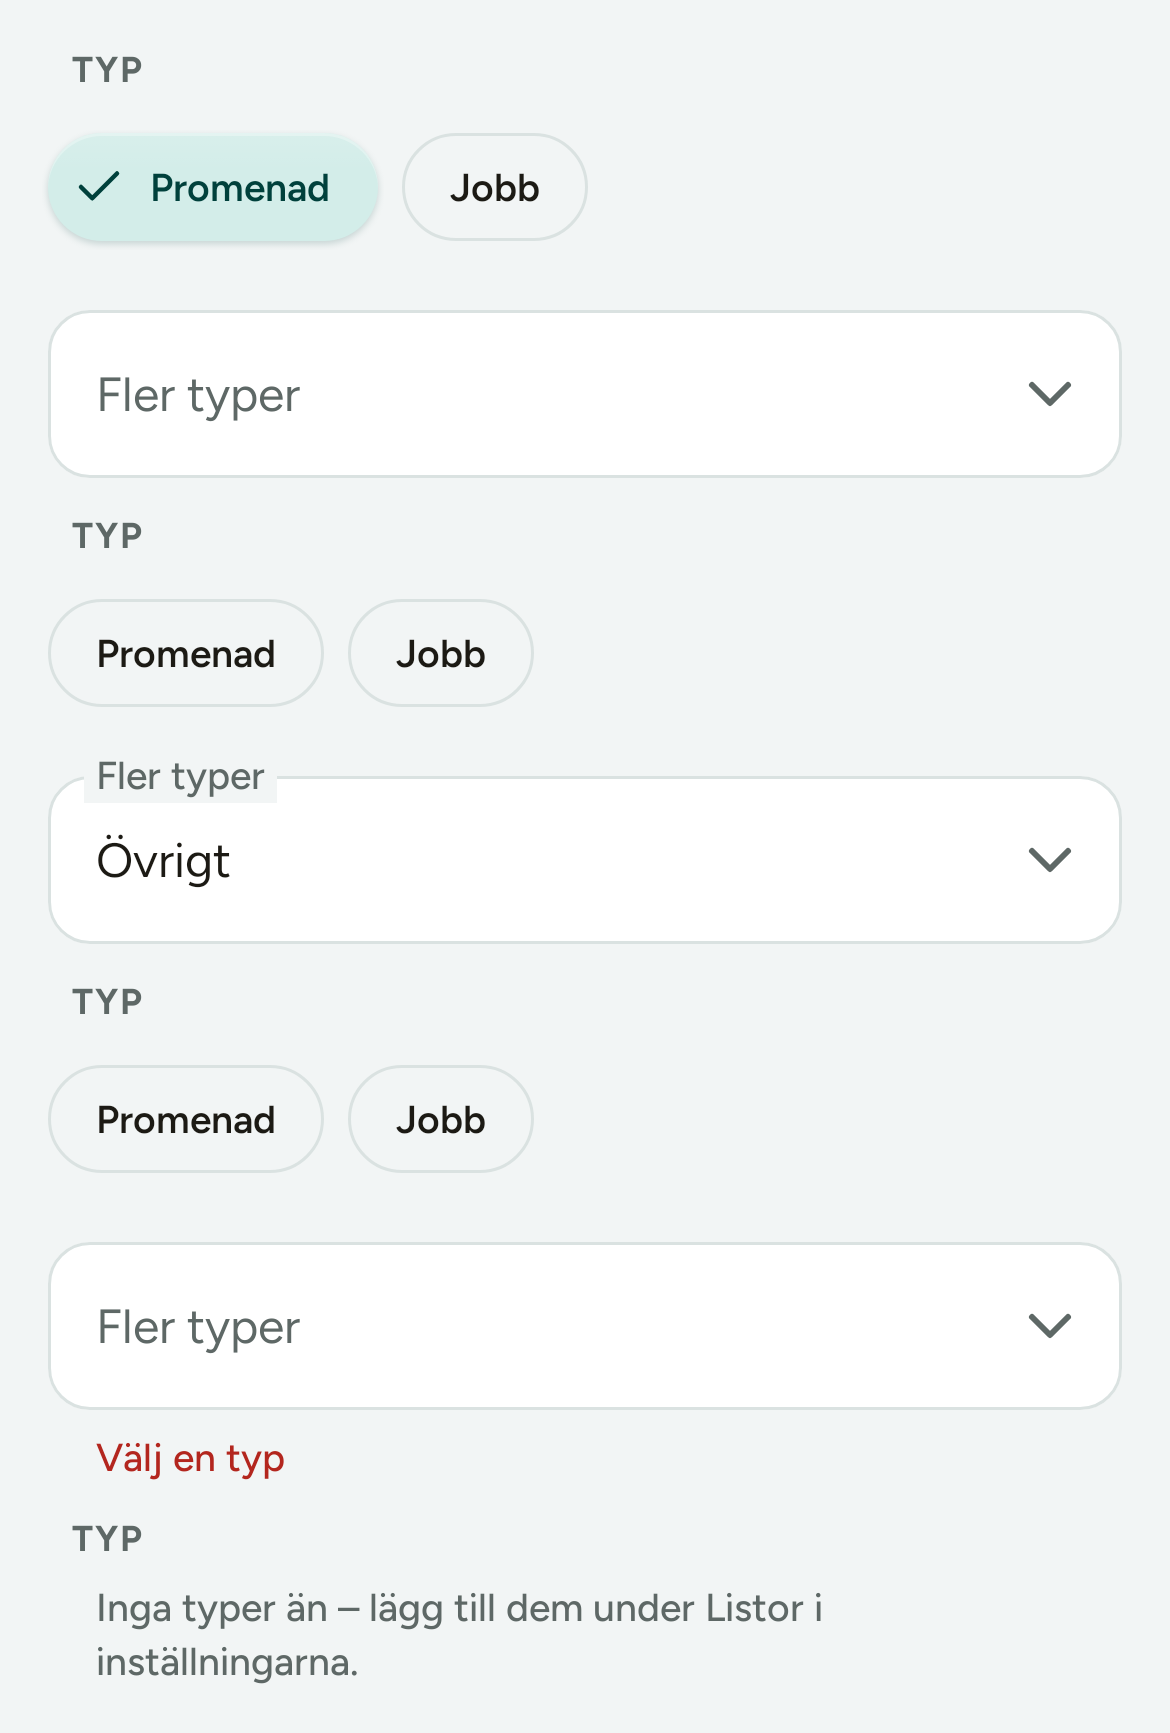 TYP
Promenad
Jobb
Fler typer
TYP
Promenad
Jobb
Fler typer
Övrigt
TYP
Promenad
Jobb
Fler typer
Välj en typ
TYP
Inga typer än – lägg till dem under Listor i
inställningarna.